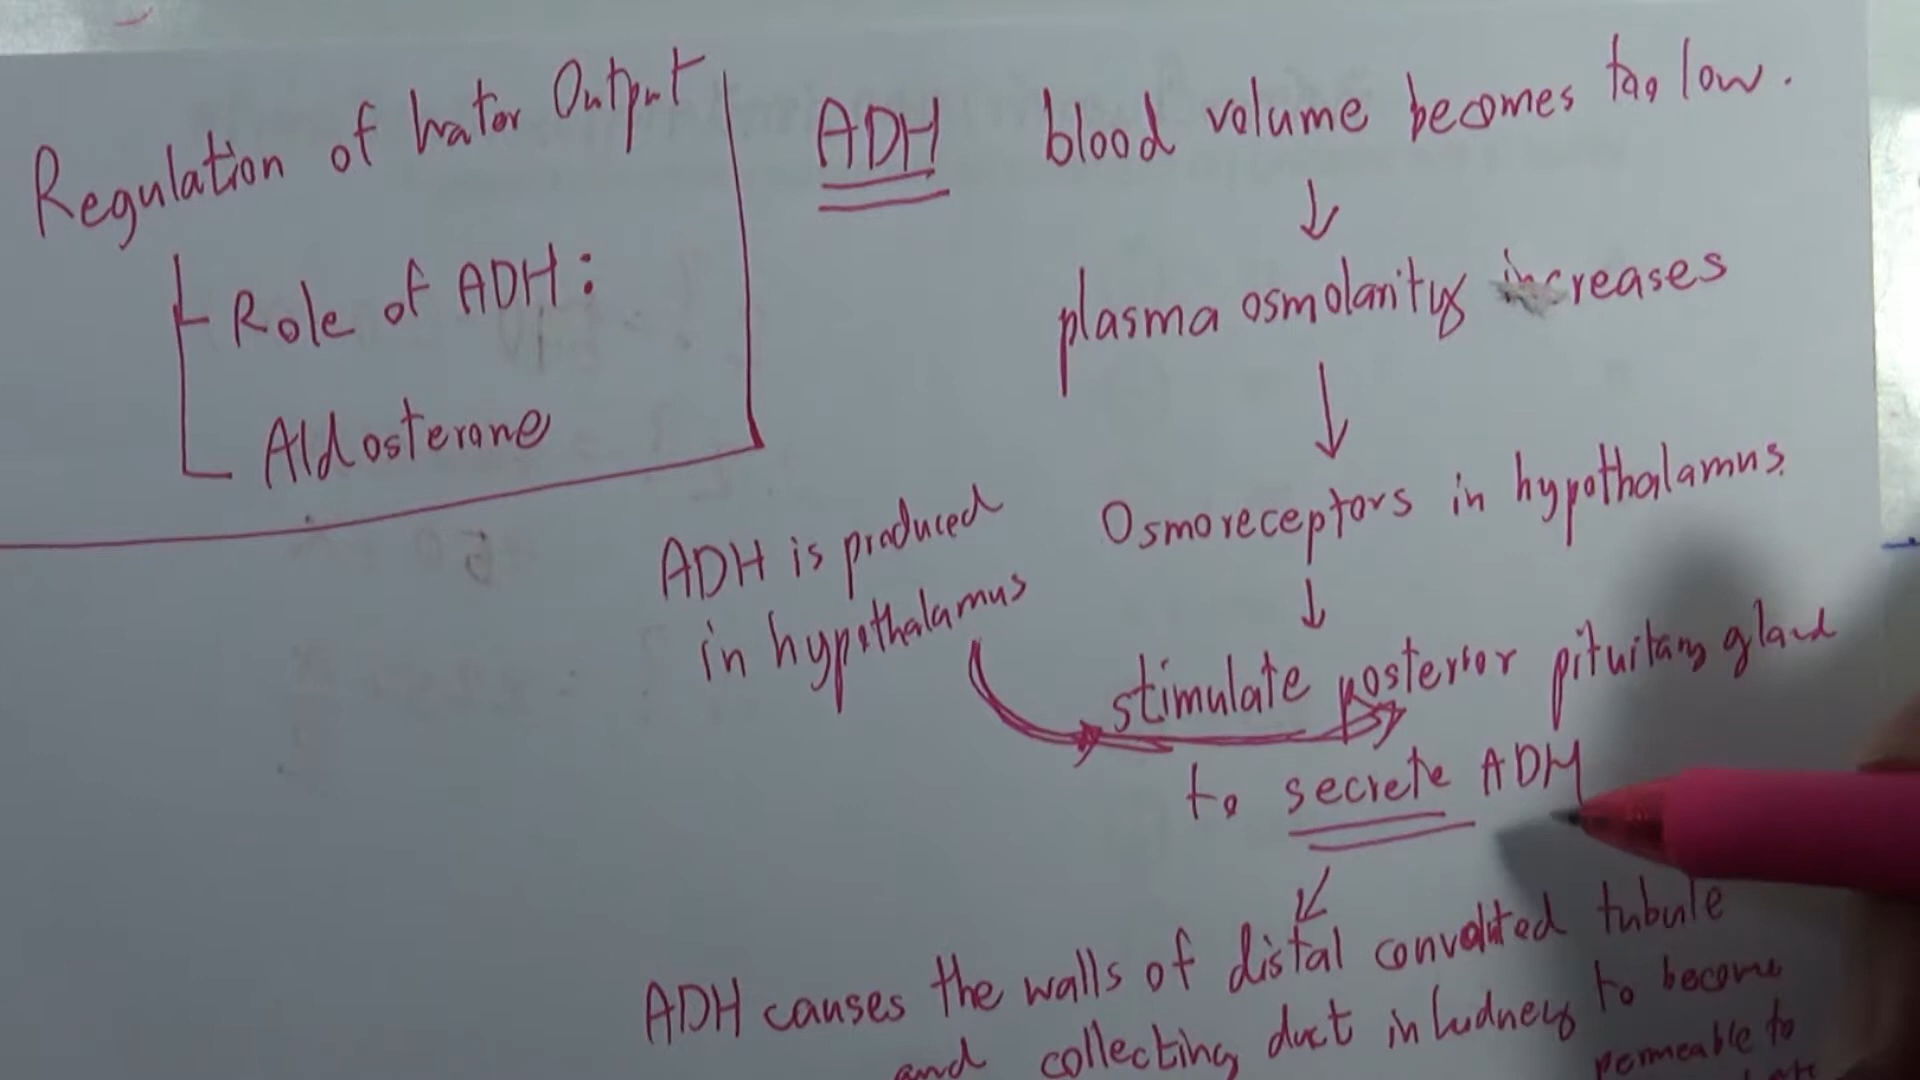 Regulation of Water Output
Role of ADH:
Aldosterone
ADH
blood volume becomes too low.
↓
plasma osmolarity increases
↓
Osmoreceptors in hypothalamus.
↓
stimulate posterior pituitary gland
to secrete ADH
ADH is produced
in hypothalamus
ADH causes the walls of distal convoluted tubule
and collecting duct in kidneys to become
permeable to